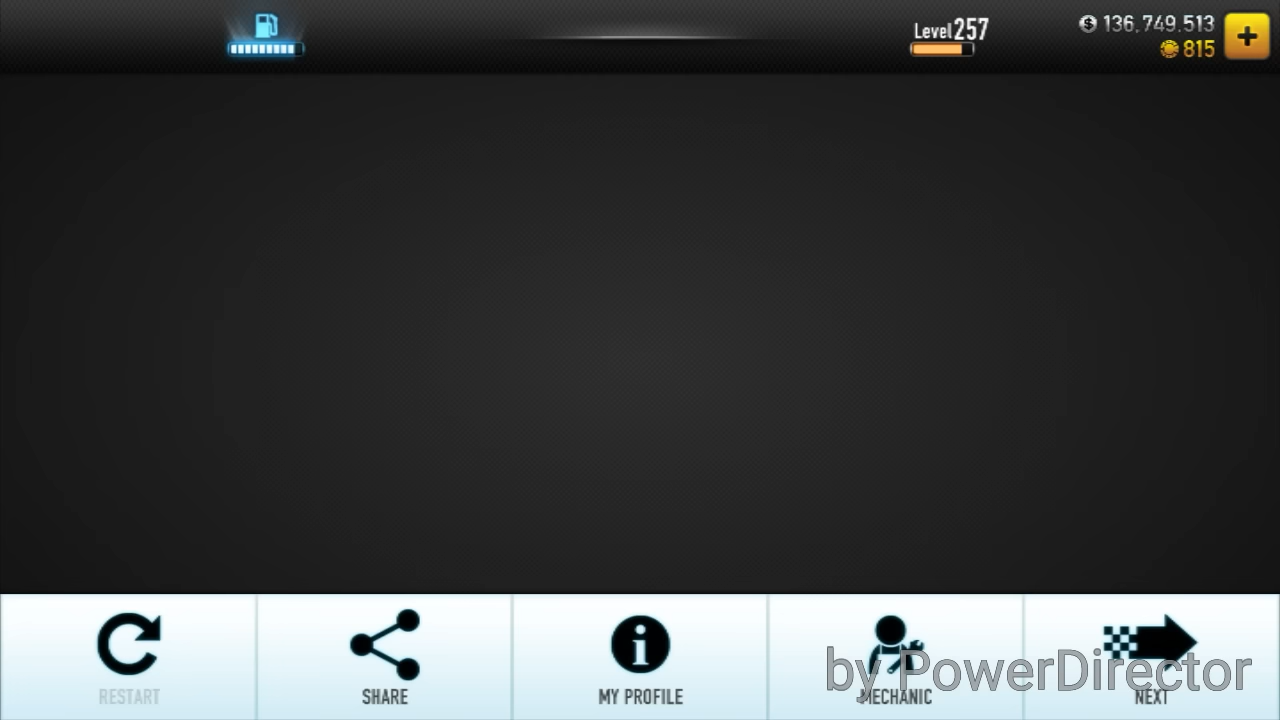 Level 257
136,749,513
815
RESTART
SHARE
MY PROFILE
MECHANIC
NEXT
by PowerDirector